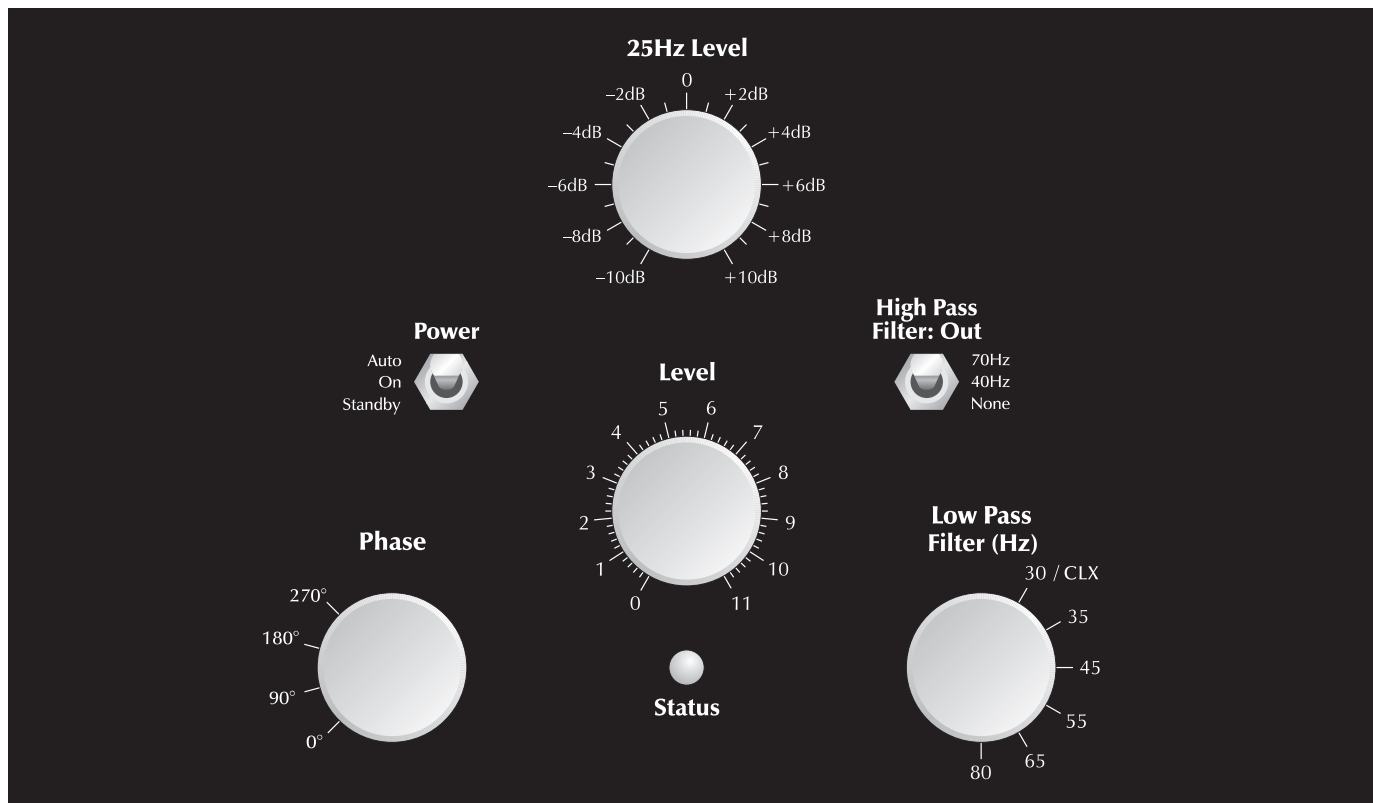 25Hz Level
0
–2dB
+2dB
–4dB
+4dB
–6dB
+6dB
–8dB
+8dB
–10dB
+10dB
Power
Auto
On
Standby
High Pass
Filter: Out
70Hz
40Hz
None
Level
5
6
4
7
3
8
2
9
1
10
0
11
Phase
270°
180°
90°
0°
Low Pass
Filter (Hz)
30 / CLX
35
45
55
65
80
Status